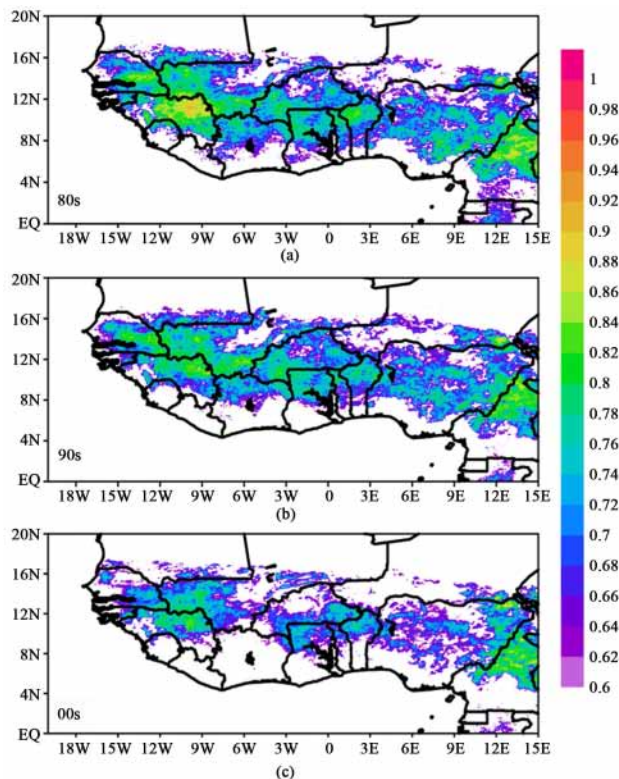 20N
16N
12N
8N
4N
EQ
80s
18W 15W 12W 9W 6W 3W 0 3E 6E 9E 12E 15E
(a)
20N
16N
12N
8N
4N
EQ
90s
18W 15W 12W 9W 6W 3W 0 3E 6E 9E 12E 15E
(b)
20N
16N
12N
8N
4N
EQ
00s
18W 15W 12W 9W 6W 3W 0 3E 6E 9E 12E 15E
(c)
1
0.98
0.96
0.94
0.92
0.9
0.88
0.86
0.84
0.82
0.8
0.78
0.76
0.74
0.72
0.7
0.68
0.66
0.64
0.62
0.6